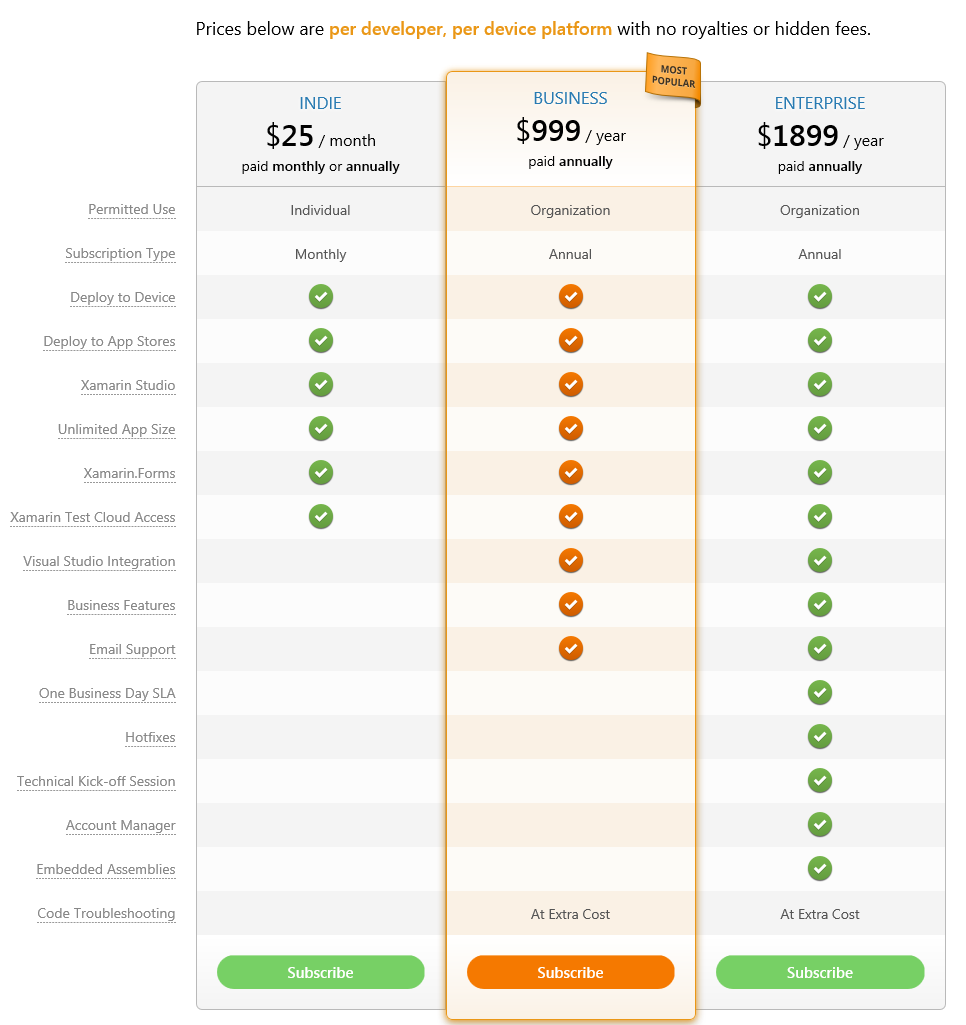 Prices below are per developer, per device platform with no royalties or hidden fees.
MOST
POPULAR
INDIE
$25 / month
paid monthly or annually
BUSINESS
$999 / year
paid annually
ENTERPRISE
$1899 / year
paid annually
Permitted Use Individual Organization Organization
Subscription Type Monthly Annual Annual
Deploy to Device
Deploy to App Stores
Xamarin Studio
Unlimited App Size
Xamarin.Forms
Xamarin Test Cloud Access
Visual Studio Integration
Business Features
Email Support
One Business Day SLA
Hotfixes
Technical Kick-off Session
Account Manager
Embedded Assemblies
Code Troubleshooting At Extra Cost At Extra Cost
Subscribe Subscribe Subscribe